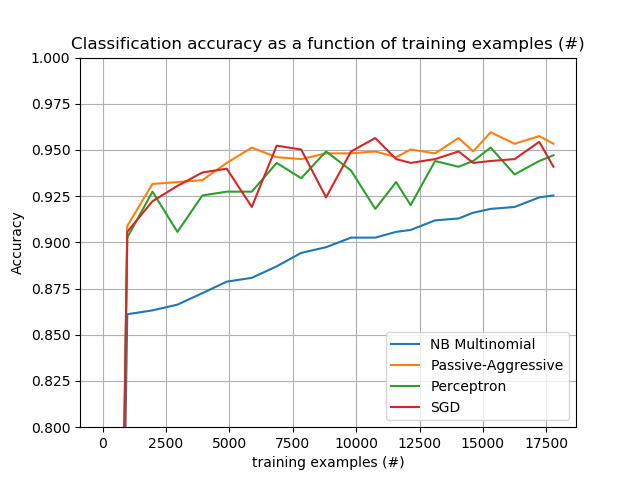 Classification accuracy as a function of training examples (#)
1.000
0.975
0.950
0.925
0.900
0.875
0.850
0.825
0.800
Accuracy
NB Multinomial
Passive-Aggressive
Perceptron
SGD
0 2500 5000 7500 10000 12500 15000 17500
training examples (#)